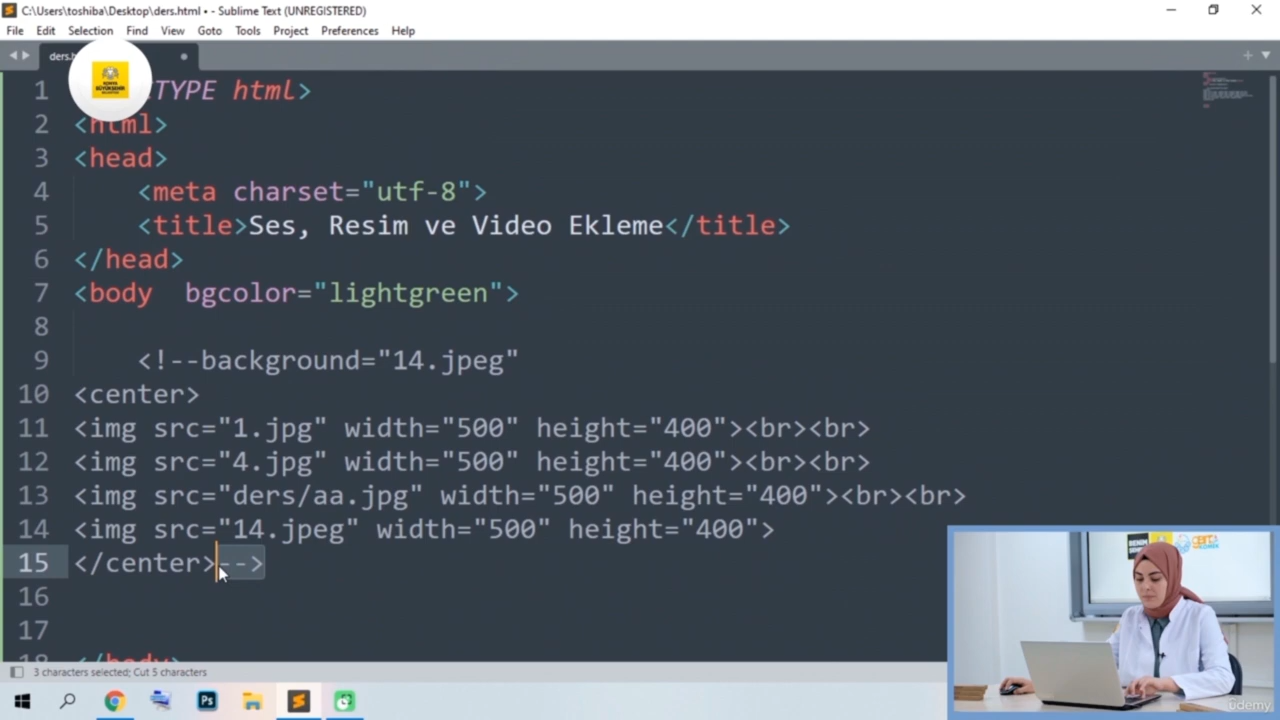 C:\Users\toshiba\Desktop\ders.html • - Sublime Text (UNREGISTERED)
File Edit Selection Find View Goto Tools Project Preferences Help
1 TYPE html>
2 <html>
3 <head>
4 <meta charset="utf-8">
5 <title>Ses, Resim ve Video Ekleme</title>
6 </head>
7 <body bgcolor="lightgreen">
8
9 <!--background="14.jpeg"
10 <center>
11 <img src="1.jpg" width="500" height="400"><br><br>
12 <img src="4.jpg" width="500" height="400"><br><br>
13 <img src="ders/aa.jpg" width="500" height="400"><br><br>
14 <img src="14.jpeg" width="500" height="400">
15 </center>-->
16
17
18 </body>
3 characters selected; Cut 5 characters
Ps
udemy